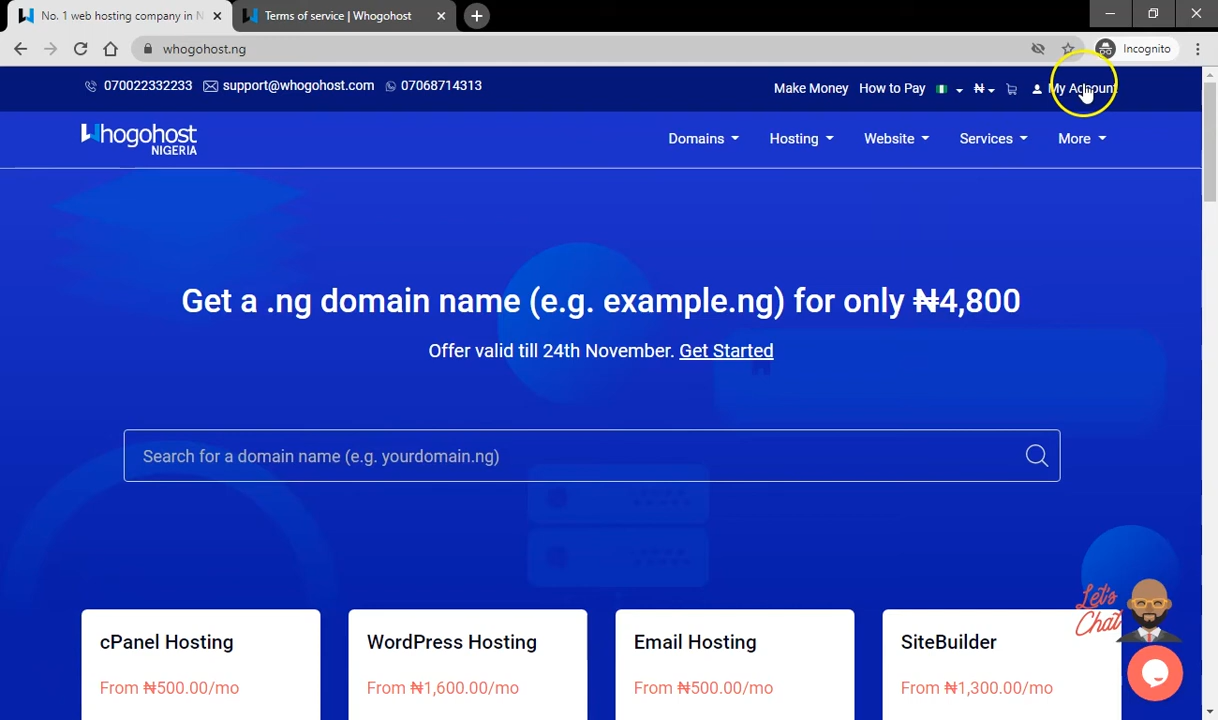 No. 1 web hosting company in N
Terms of service | Whogohost
whogohost.ng
Incognito
070022332233 support@whogohost.com 07068714313
Make Money How to Pay ₦ My Account
Whogohost
NIGERIA
Domains Hosting Website Services More
Get a .ng domain name (e.g. example.ng) for only ₦4,800
Offer valid till 24th November. Get Started
Search for a domain name (e.g. yourdomain.ng)
Let's
Chat
cPanel Hosting
From ₦500.00/mo
WordPress Hosting
From ₦1,600.00/mo
Email Hosting
From ₦500.00/mo
SiteBuilder
From ₦1,300.00/mo